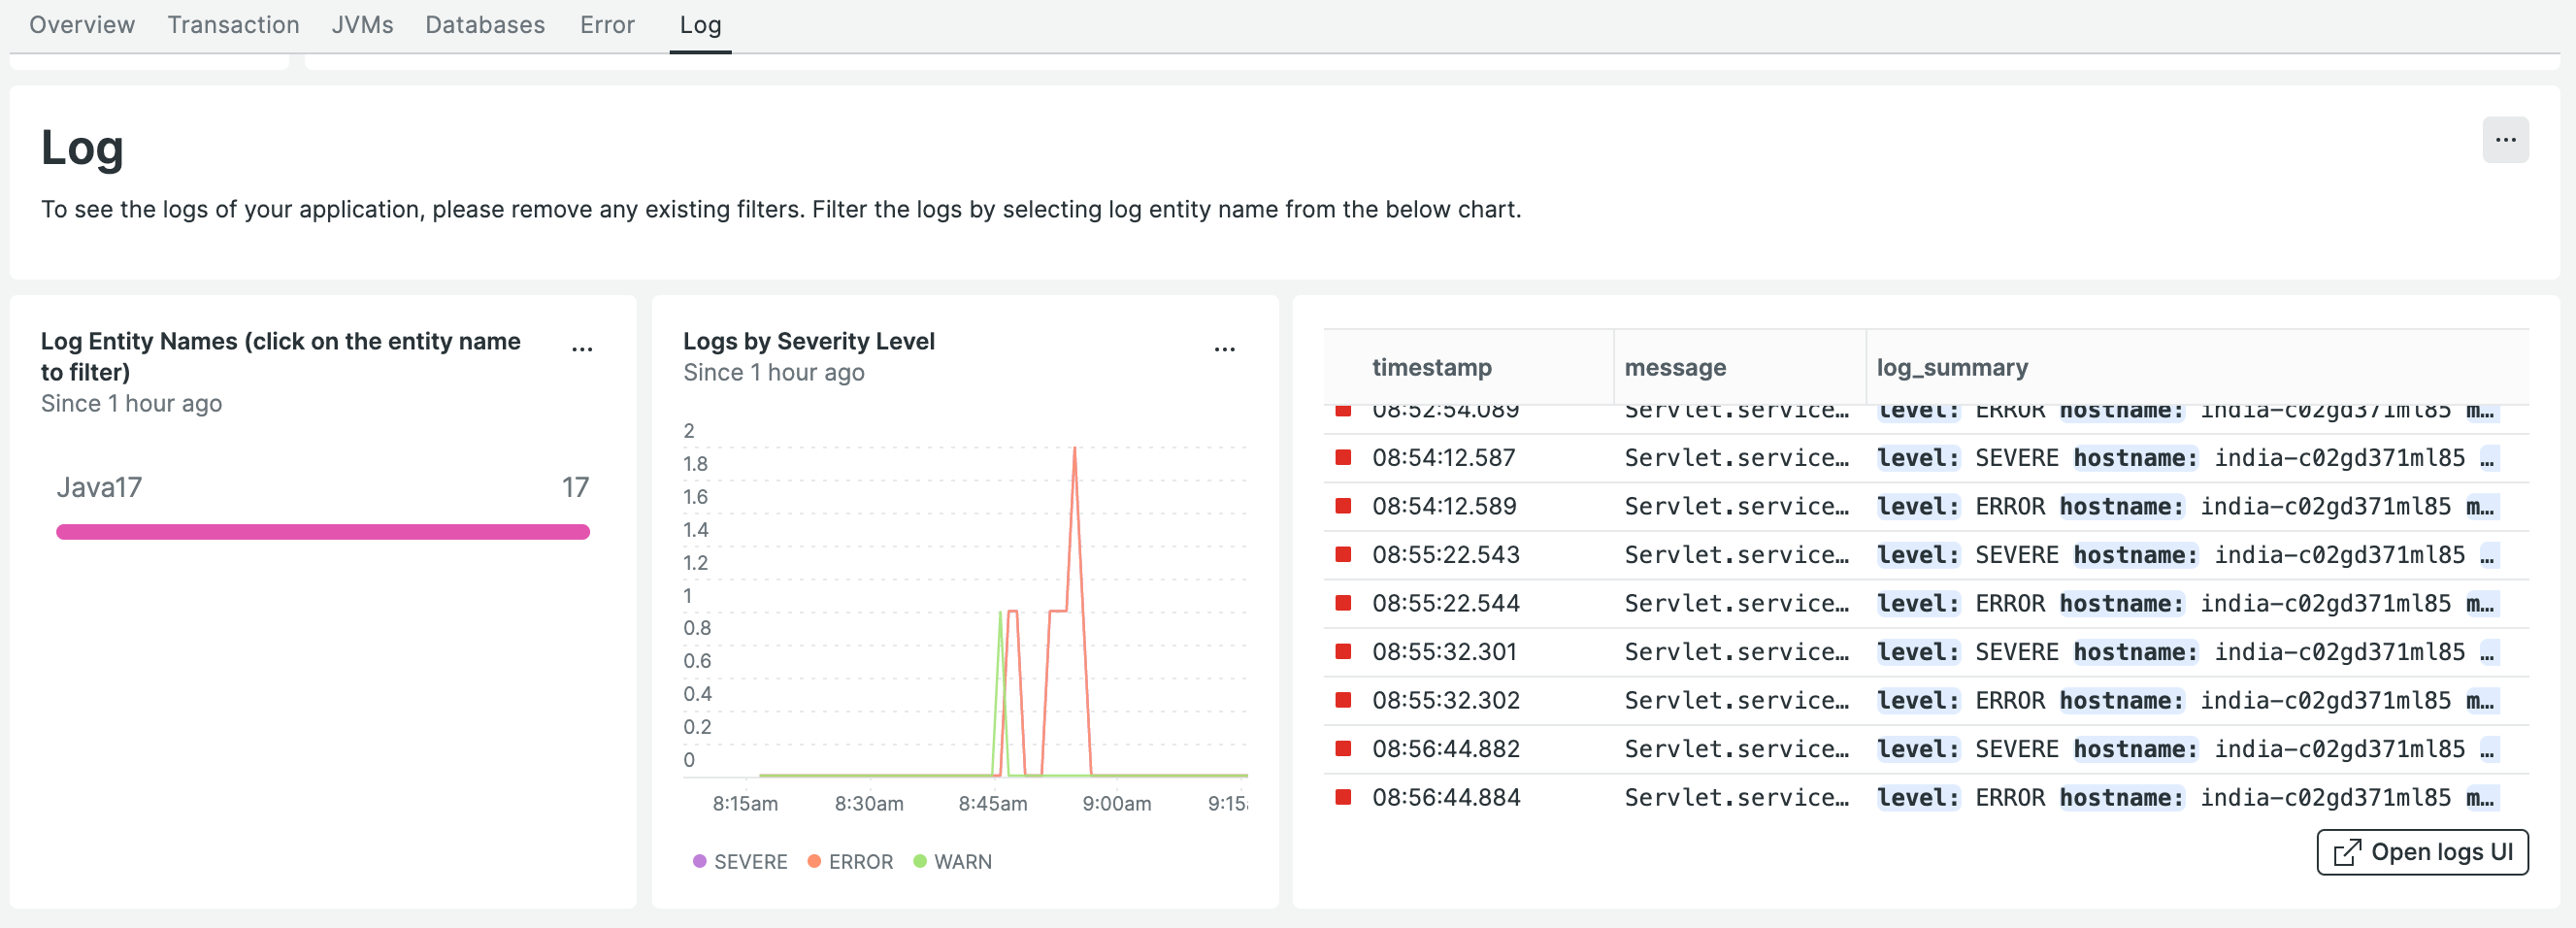 Overview Transaction JVMs Databases Error Log
Log
...
To see the logs of your application, please remove any existing filters. Filter the logs by selecting log entity name from the below chart.
Log Entity Names (click on the entity name
to filter)
...
Since 1 hour ago
Java17 17
Logs by Severity Level
...
Since 1 hour ago
2
1.8
1.6
1.4
1.2
1
0.8
0.6
0.4
0.2
0
8:15am 8:30am 8:45am 9:00am 9:15
SEVERE ERROR WARN
timestamp message log_summary
08:52:54.089 Servlet.service… level: ERROR hostname: india-c02gd371ml85 m…
08:54:12.587 Servlet.service… level: SEVERE hostname: india-c02gd371ml85 …
08:54:12.589 Servlet.service… level: ERROR hostname: india-c02gd371ml85 m…
08:55:22.543 Servlet.service… level: SEVERE hostname: india-c02gd371ml85 …
08:55:22.544 Servlet.service… level: ERROR hostname: india-c02gd371ml85 m…
08:55:32.301 Servlet.service… level: SEVERE hostname: india-c02gd371ml85 …
08:55:32.302 Servlet.service… level: ERROR hostname: india-c02gd371ml85 m…
08:56:44.882 Servlet.service… level: SEVERE hostname: india-c02gd371ml85 …
08:56:44.884 Servlet.service… level: ERROR hostname: india-c02gd371ml85 m…
Open logs UI